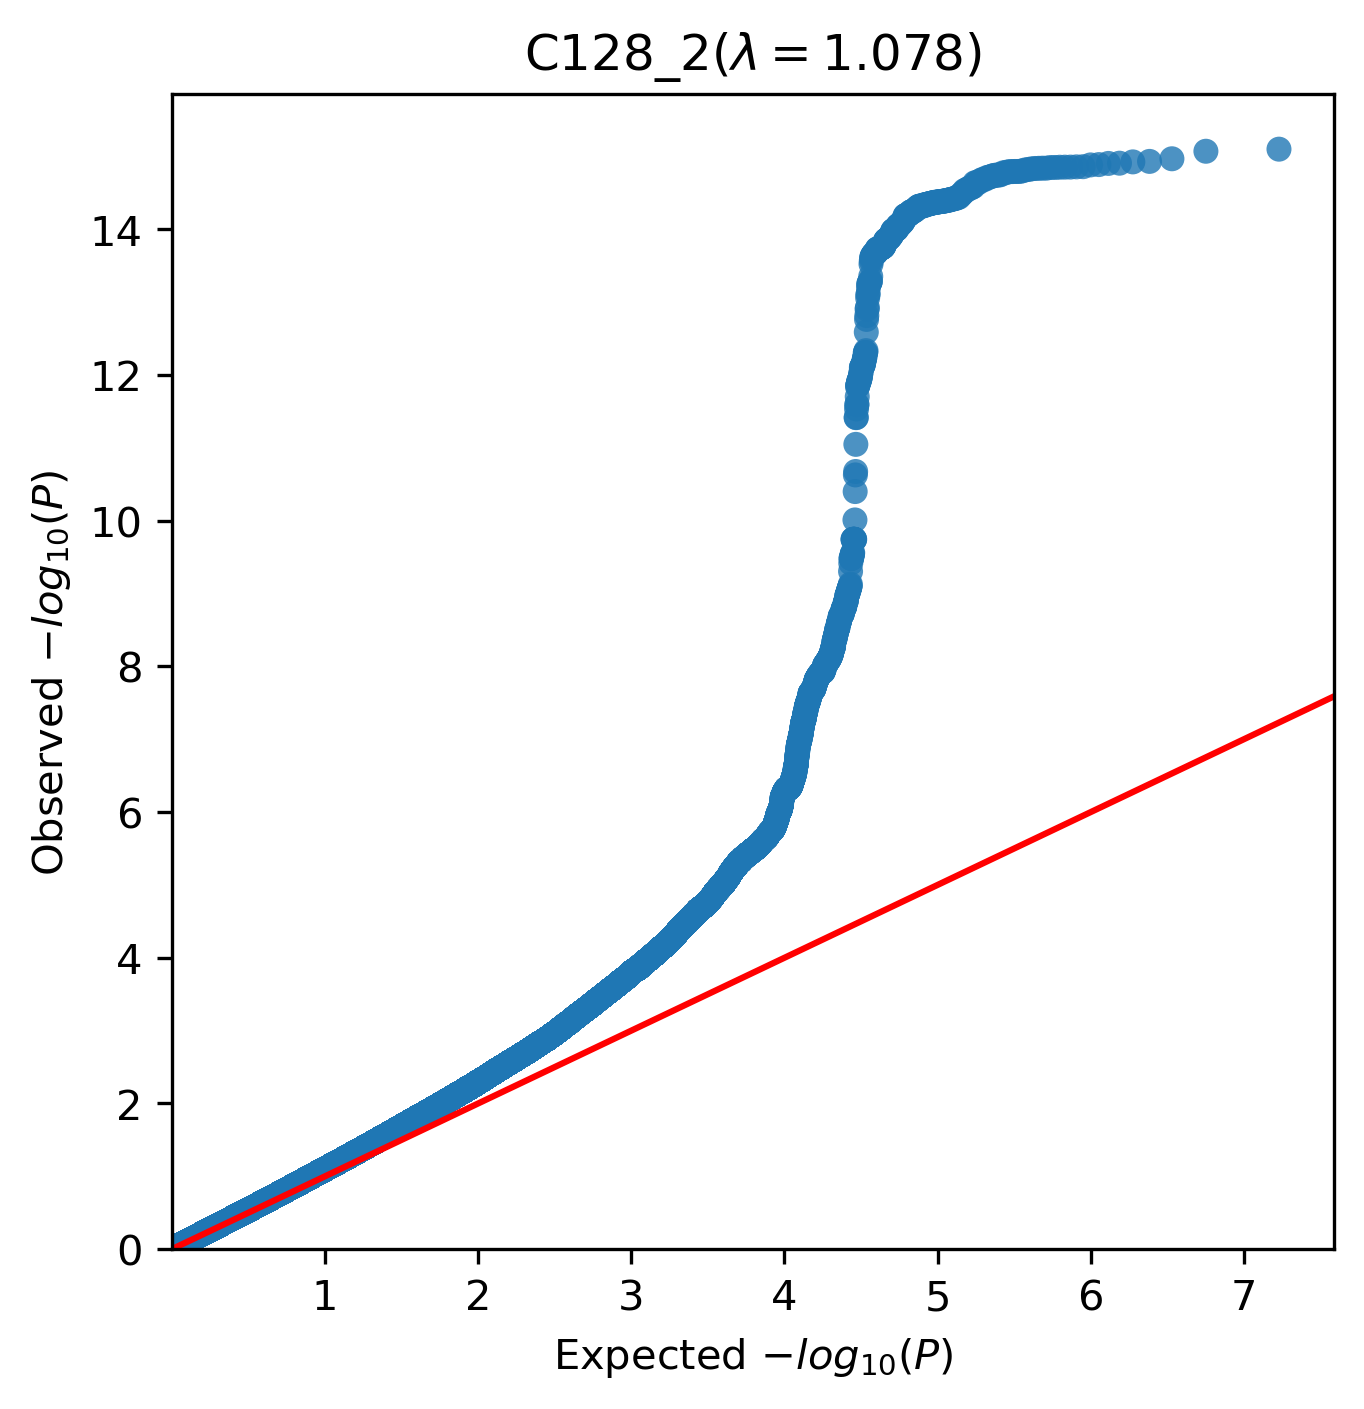 C128_2(λ = 1.078)
Observed −log₁₀(P)
14
12
10
8
6
4
2
0
1 2 3 4 5 6 7
Expected −log₁₀(P)